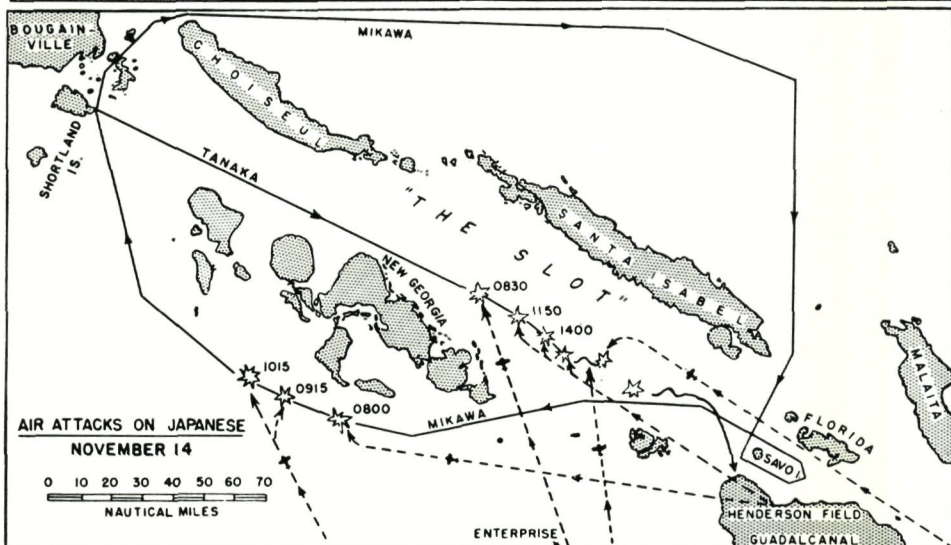 BOUGAIN-
VILLE
MIKAWA
CHOISEUL
SHORTLAND
IS.
TANAKA
"THE SLOT"
SANTA ISABEL
NEW GEORGIA
0830
1150
1400
MALAITA
1015
0915
0800
MIKAWA
FLORIDA
SAVO I.
AIR ATTACKS ON JAPANESE
NOVEMBER 14
0 10 20 30 40 50 60 70
NAUTICAL MILES
ENTERPRISE
HENDERSON FIELD
GUADALCANAL